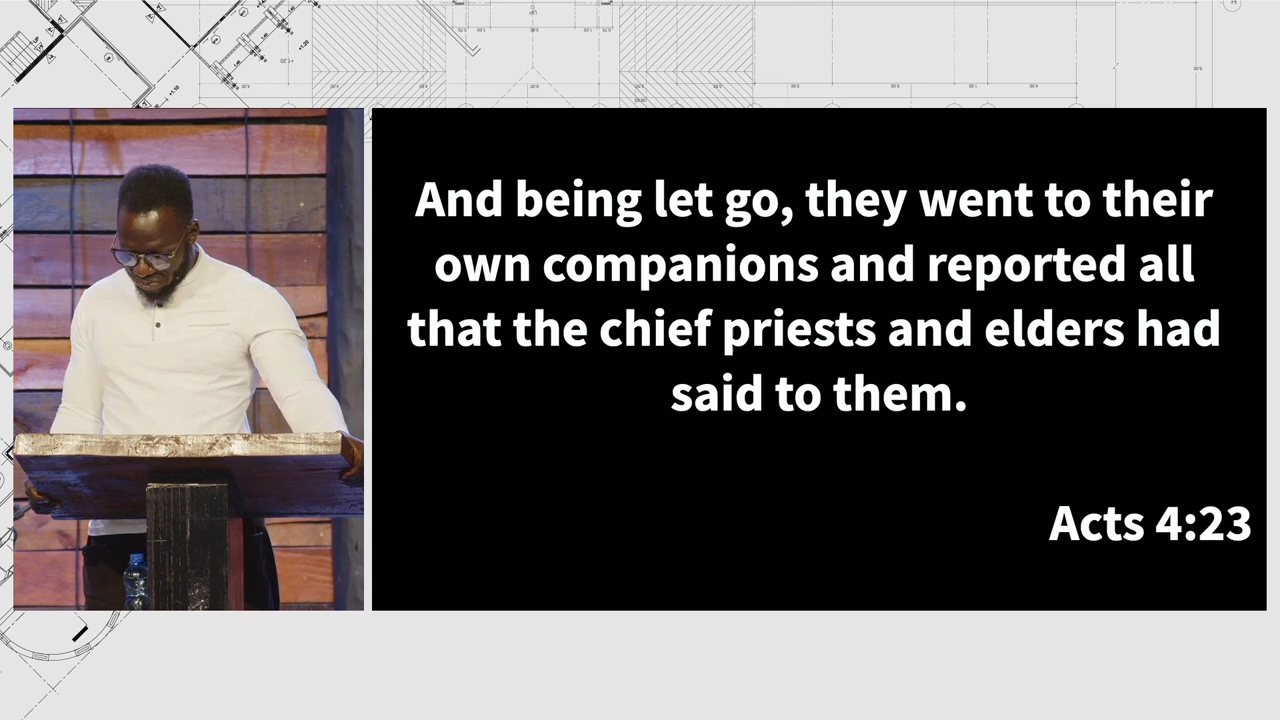 And being let go, they went to their
own companions and reported all
that the chief priests and elders had
said to them.
Acts 4:23